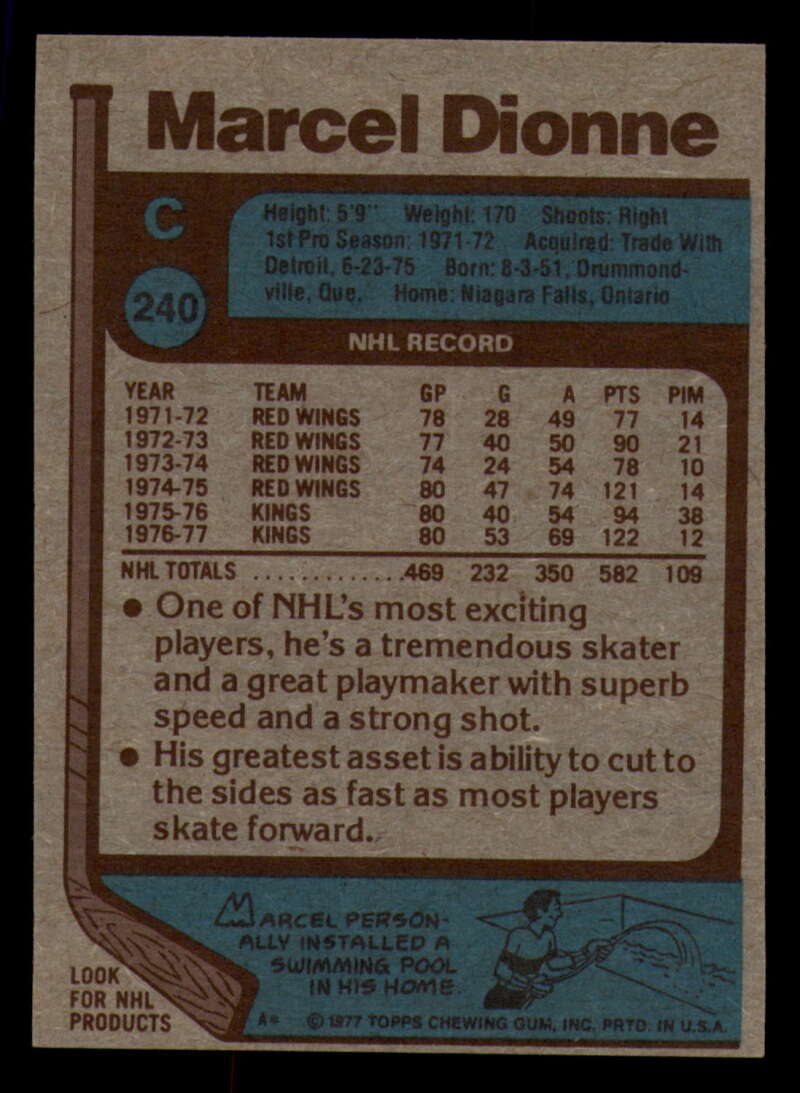 Marcel Dionne
C
240
Height: 5'9" Weight: 170 Shoots: Right
1st Pro Season: 1971-72 Acquired: Trade With
Detroit, 6-23-75 Born: 8-3-51, Drummond-
ville, Que. Home: Niagara Falls, Ontario
NHL RECORD
YEAR TEAM GP G A PTS PIM
1971-72 RED WINGS 78 28 49 77 14
1972-73 RED WINGS 77 40 50 90 21
1973-74 RED WINGS 74 24 54 78 10
1974-75 RED WINGS 80 47 74 121 14
1975-76 KINGS 80 40 54 94 38
1976-77 KINGS 80 53 69 122 12
NHL TOTALS ..............469 232 350 582 109
• One of NHL's most exciting
players, he's a tremendous skater
and a great playmaker with superb
speed and a strong shot.
• His greatest asset is ability to cut to
the sides as fast as most players
skate forward.
MARCEL PERSON-
ALLY INSTALLED A
SWIMMING POOL
IN HIS HOME.
LOOK
FOR NHL
PRODUCTS
A* © 1977 TOPPS CHEWING GUM, INC. PRTD. IN U.S.A.